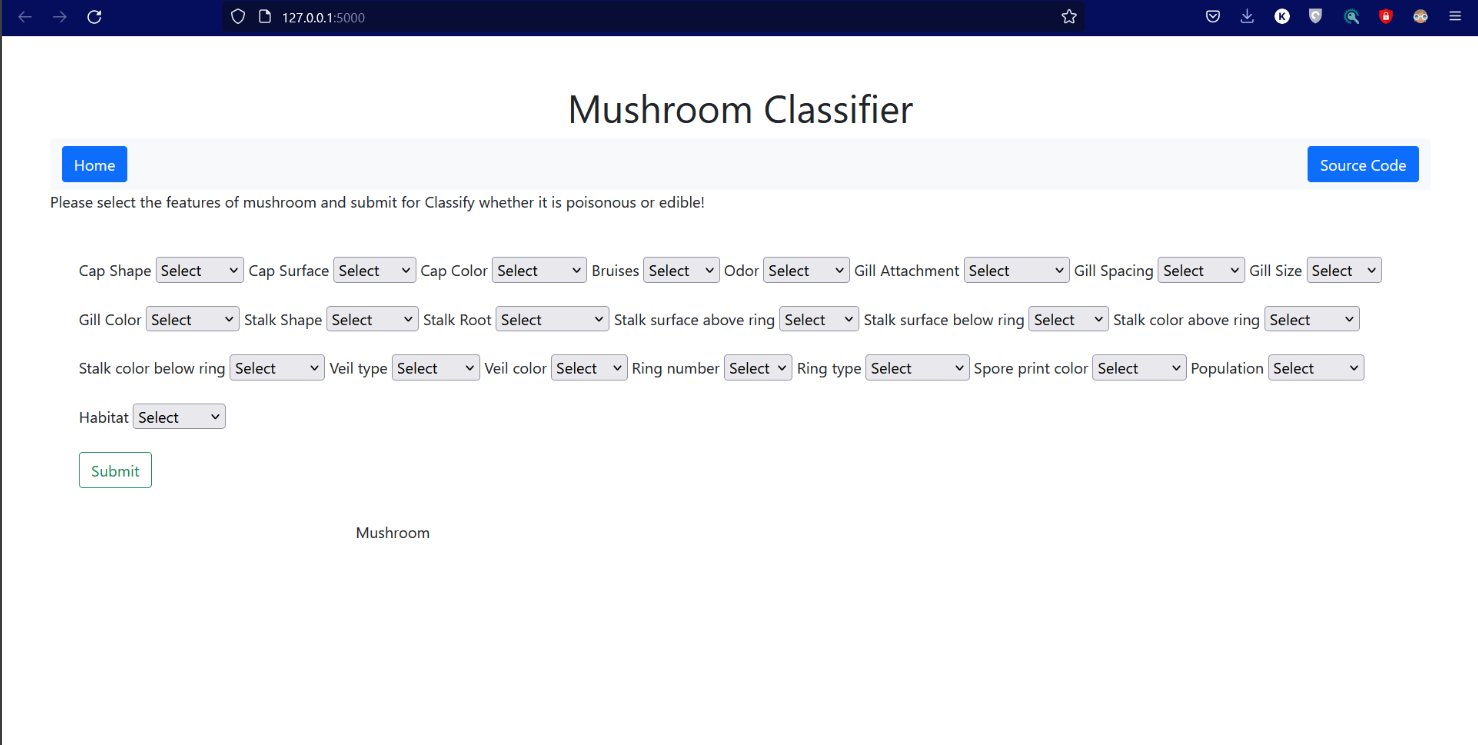 127.0.0.1:5000
K
Mushroom Classifier
Home Source Code
Please select the features of mushroom and submit for Classify whether it is poisonous or edible!
Cap Shape Select Cap Surface Select Cap Color Select Bruises Select Odor Select Gill Attachment Select Gill Spacing Select Gill Size Select
Gill Color Select Stalk Shape Select Stalk Root Select Stalk surface above ring Select Stalk surface below ring Select Stalk color above ring Select
Stalk color below ring Select Veil type Select Veil color Select Ring number Select Ring type Select Spore print color Select Population Select
Habitat Select
Submit
Mushroom